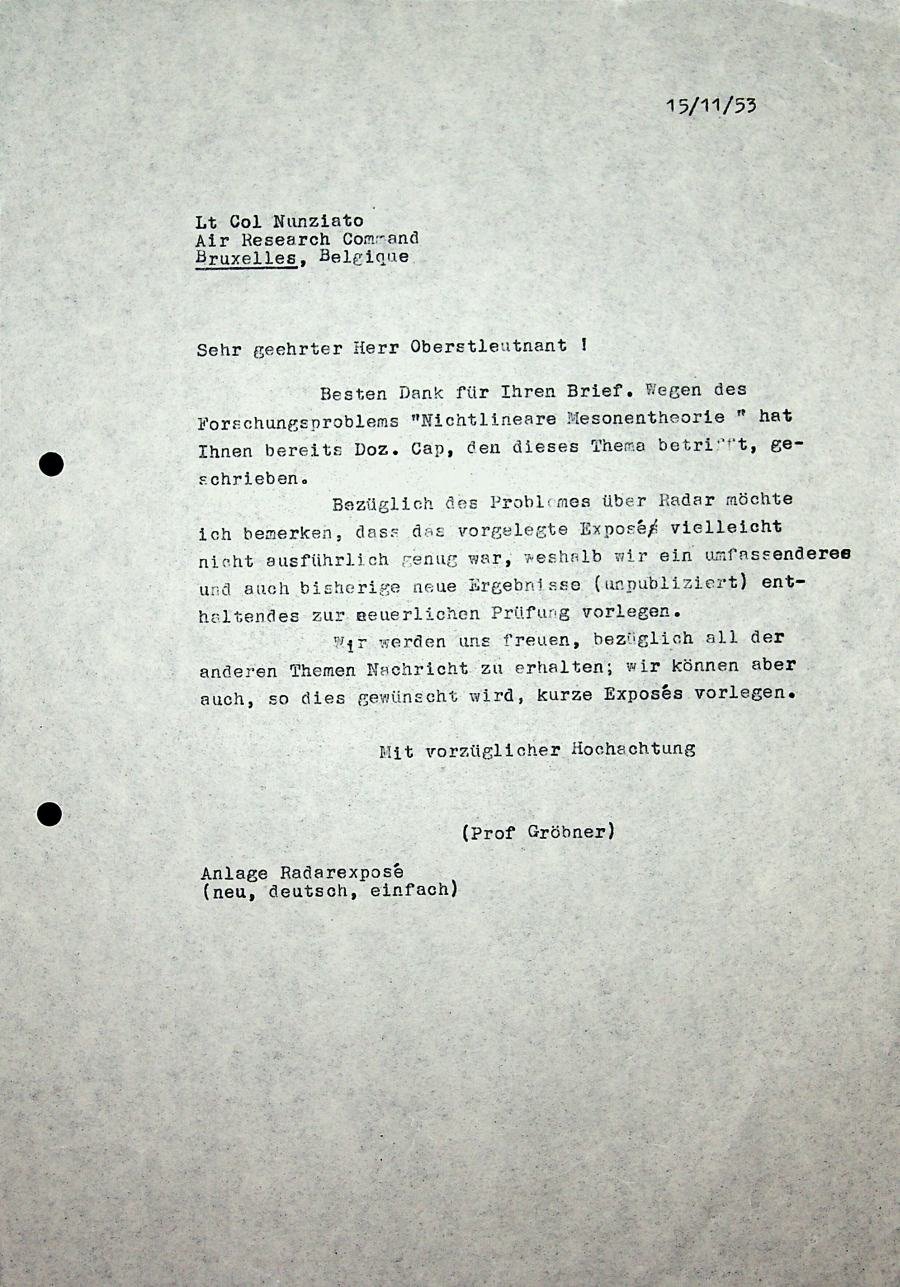 15/11/53
Lt Col Nunziato
Air Research Command
Bruxelles, Belgique
Sehr geehrter Herr Oberstleutnant !
Besten Dank für Ihren Brief. Wegen des
Forschungsproblems "Nichtlineare Mesonentheorie " hat
Ihnen bereits Doz. Cap, den dieses Thema betrifft, ge-
schrieben.
Bezüglich des Problemes über Radar möchte
ich bemerken, dass das vorgelegte Exposé vielleicht
nicht ausführlich genug war, weshalb wir ein umfassenderes
und auch bisherige neue Ergebnisse (unpubliziert) ent-
haltendes zur neuerlichen Prüfung vorlegen.
Wir werden uns freuen, bezüglich all der
anderen Themen Nachricht zu erhalten; wir können aber
auch, so dies gewünscht wird, kurze Exposés vorlegen.
Mit vorzüglicher Hochachtung
(Prof Gröbner)
Anlage Radarexposé
(neu, deutsch, einfach)